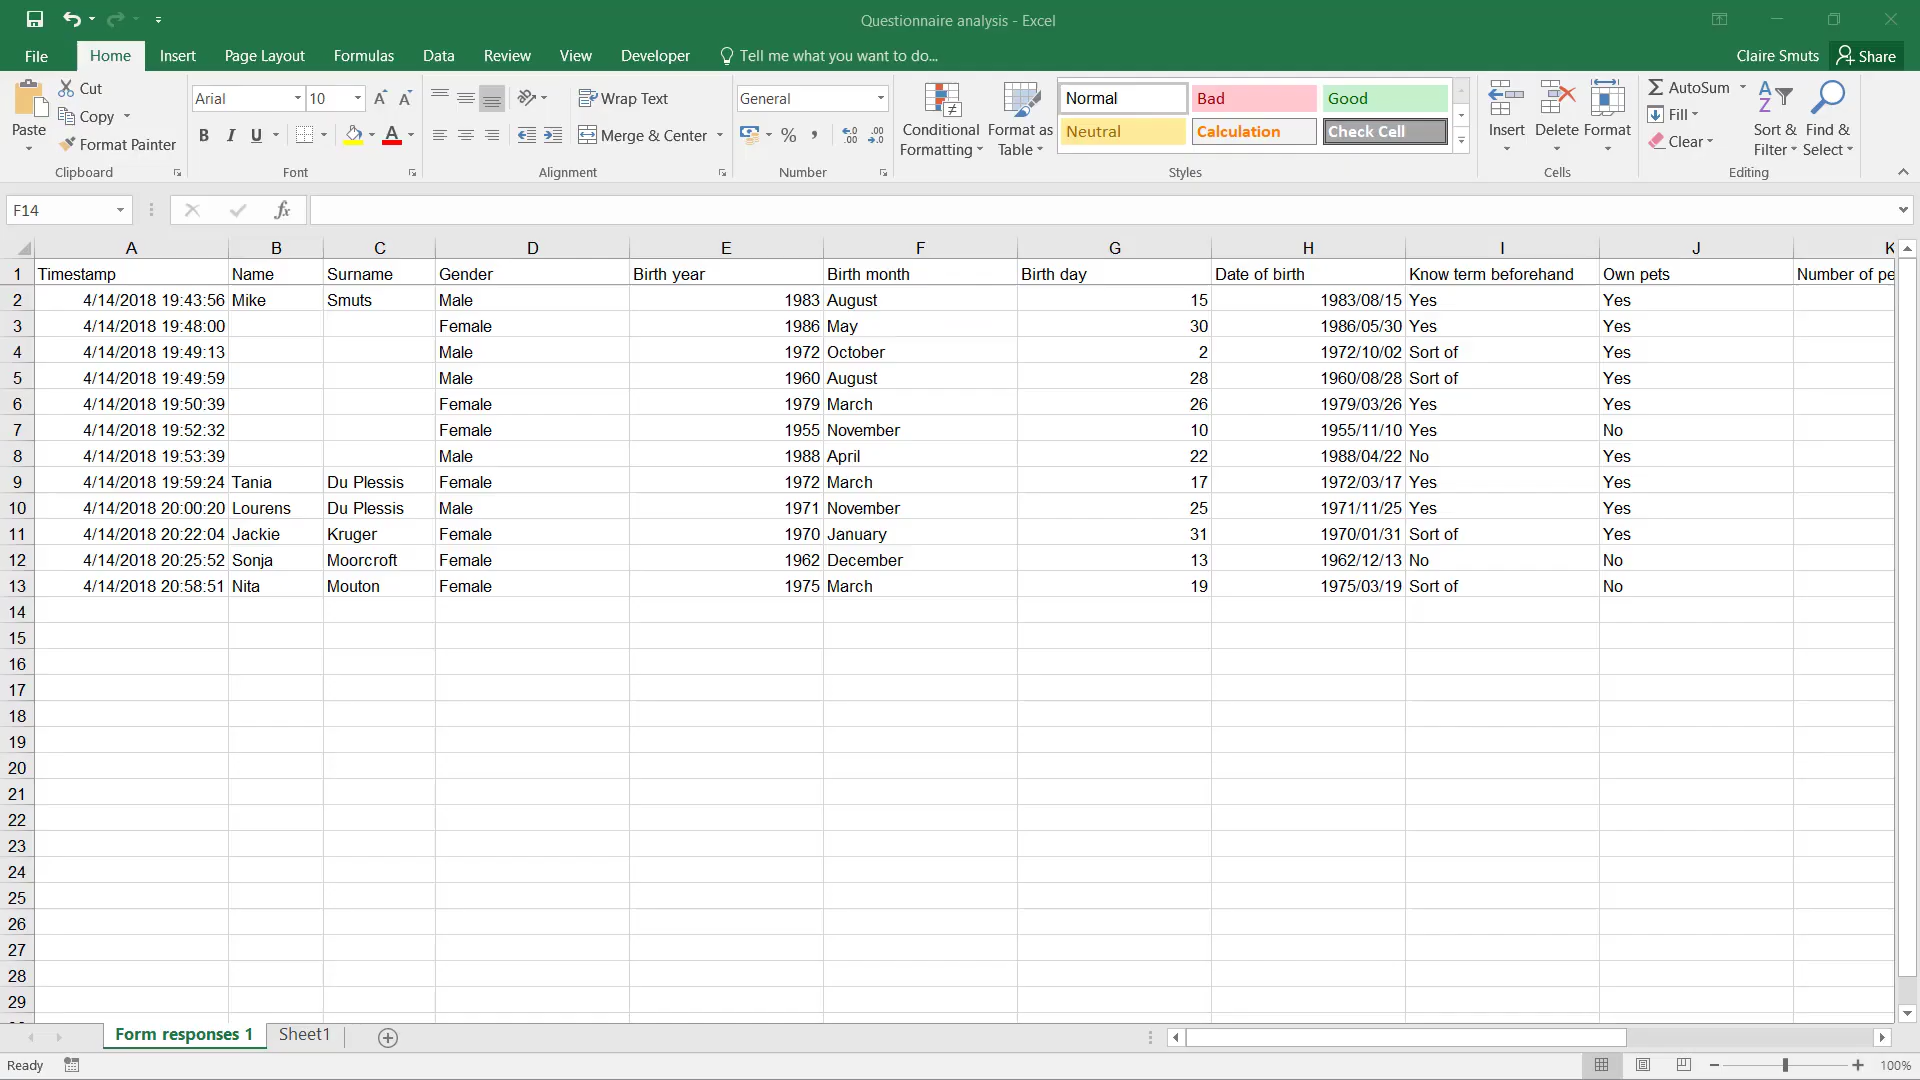 Questionnaire analysis - Excel
File Home Insert Page Layout Formulas Data Review View Developer Tell me what you want to do... Claire Smuts Share
Paste
Cut
Copy
Format Painter
Clipboard
Arial 10
B I U A
Font
Wrap Text
Merge & Center
Alignment
General
% ,
Number
Conditional Formatting
Format as Table
Normal Bad Good
Neutral Calculation Check Cell
Styles
Insert Delete Format
Cells
AutoSum
Fill
Clear
Sort & Filter
Find & Select
Editing
F14 fx
A B C D E F G H I J K
1 Timestamp Name Surname Gender Birth year Birth month Birth day Date of birth Know term beforehand Own pets Number of pe
2 4/14/2018 19:43:56 Mike Smuts Male 1983 August 15 1983/08/15 Yes Yes
3 4/14/2018 19:48:00 Female 1986 May 30 1986/05/30 Yes Yes
4 4/14/2018 19:49:13 Male 1972 October 2 1972/10/02 Sort of Yes
5 4/14/2018 19:49:59 Male 1960 August 28 1960/08/28 Sort of Yes
6 4/14/2018 19:50:39 Female 1979 March 26 1979/03/26 Yes Yes
7 4/14/2018 19:52:32 Female 1955 November 10 1955/11/10 Yes No
8 4/14/2018 19:53:39 Male 1988 April 22 1988/04/22 No Yes
9 4/14/2018 19:59:24 Tania Du Plessis Female 1972 March 17 1972/03/17 Yes Yes
10 4/14/2018 20:00:20 Lourens Du Plessis Male 1971 November 25 1971/11/25 Yes Yes
11 4/14/2018 20:22:04 Jackie Kruger Female 1970 January 31 1970/01/31 Sort of Yes
12 4/14/2018 20:25:52 Sonja Moorcroft Female 1962 December 13 1962/12/13 No No
13 4/14/2018 20:58:51 Nita Mouton Female 1975 March 19 1975/03/19 Sort of No
14
15
16
17
18
19
20
21
22
23
24
25
26
27
28
29
Form responses 1 Sheet1
Ready 100%